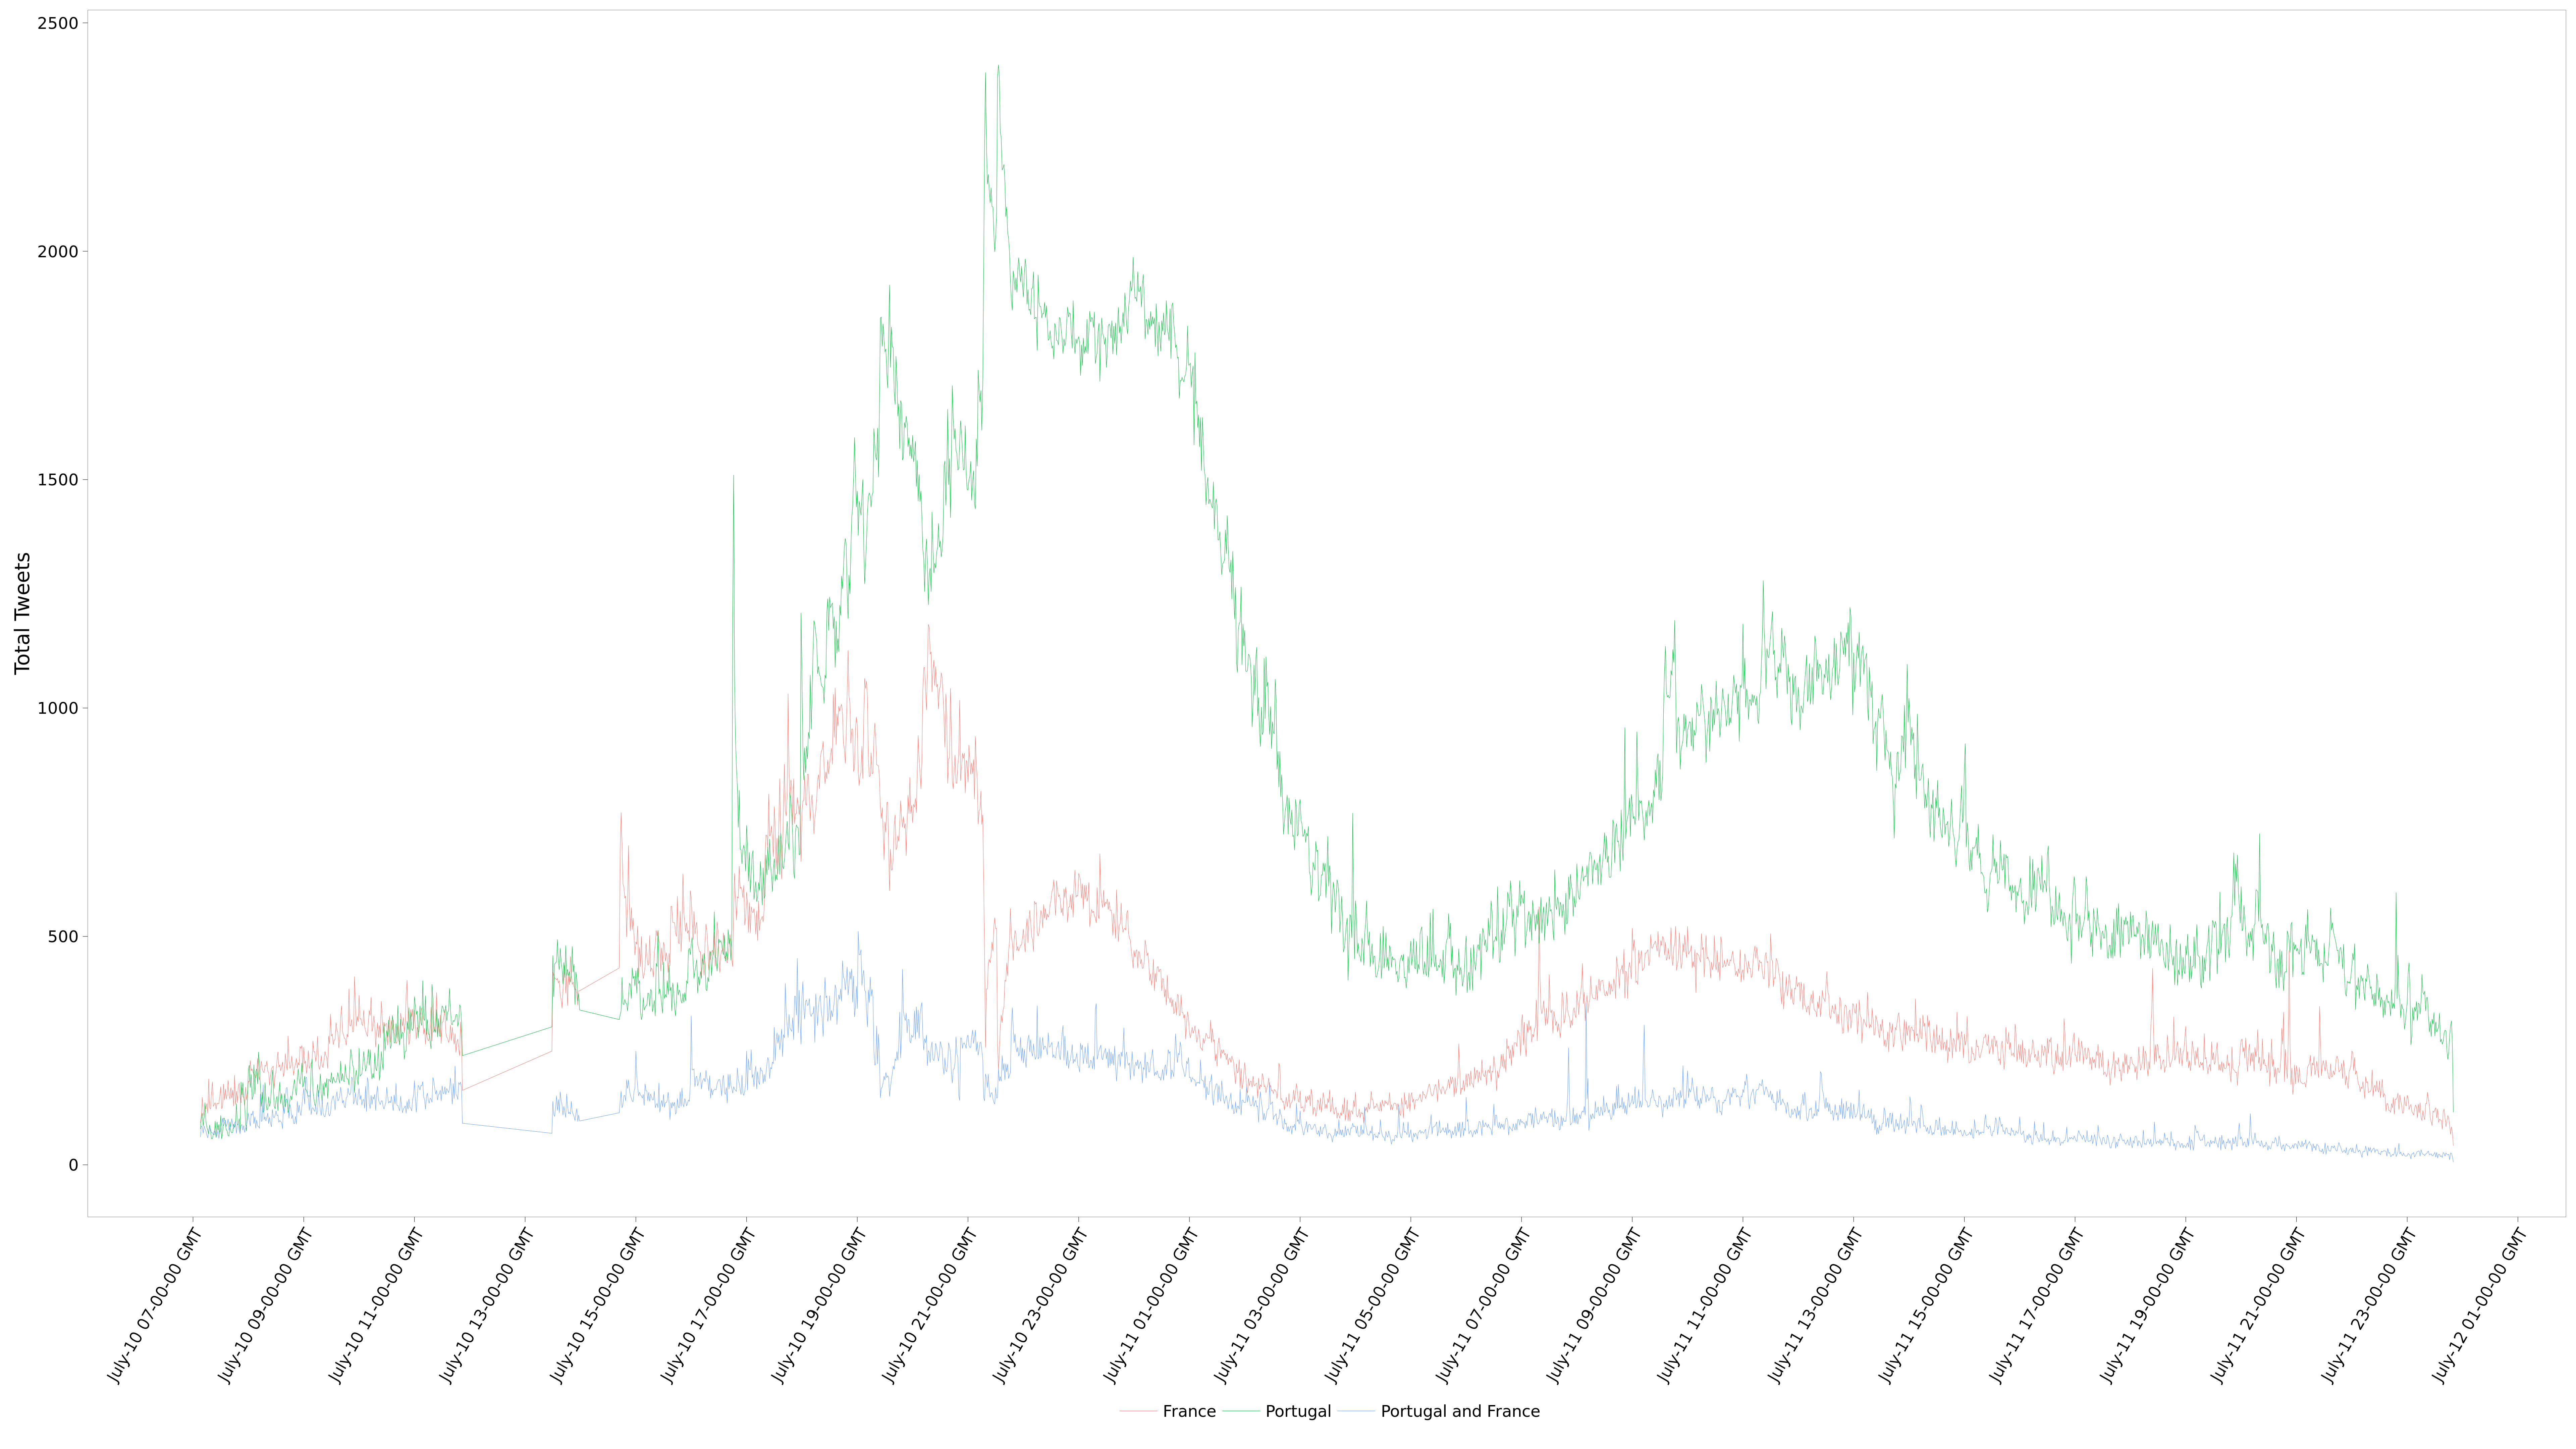 Total Tweets
2500
2000
1500
1000
500
0
July-10 07-00-00 GMT
July-10 09-00-00 GMT
July-10 11-00-00 GMT
July-10 13-00-00 GMT
July-10 15-00-00 GMT
July-10 17-00-00 GMT
July-10 19-00-00 GMT
July-10 21-00-00 GMT
July-10 23-00-00 GMT
July-11 01-00-00 GMT
July-11 03-00-00 GMT
July-11 05-00-00 GMT
July-11 07-00-00 GMT
July-11 09-00-00 GMT
July-11 11-00-00 GMT
July-11 13-00-00 GMT
July-11 15-00-00 GMT
July-11 17-00-00 GMT
July-11 19-00-00 GMT
July-11 21-00-00 GMT
July-11 23-00-00 GMT
July-12 01-00-00 GMT
France Portugal Portugal and France